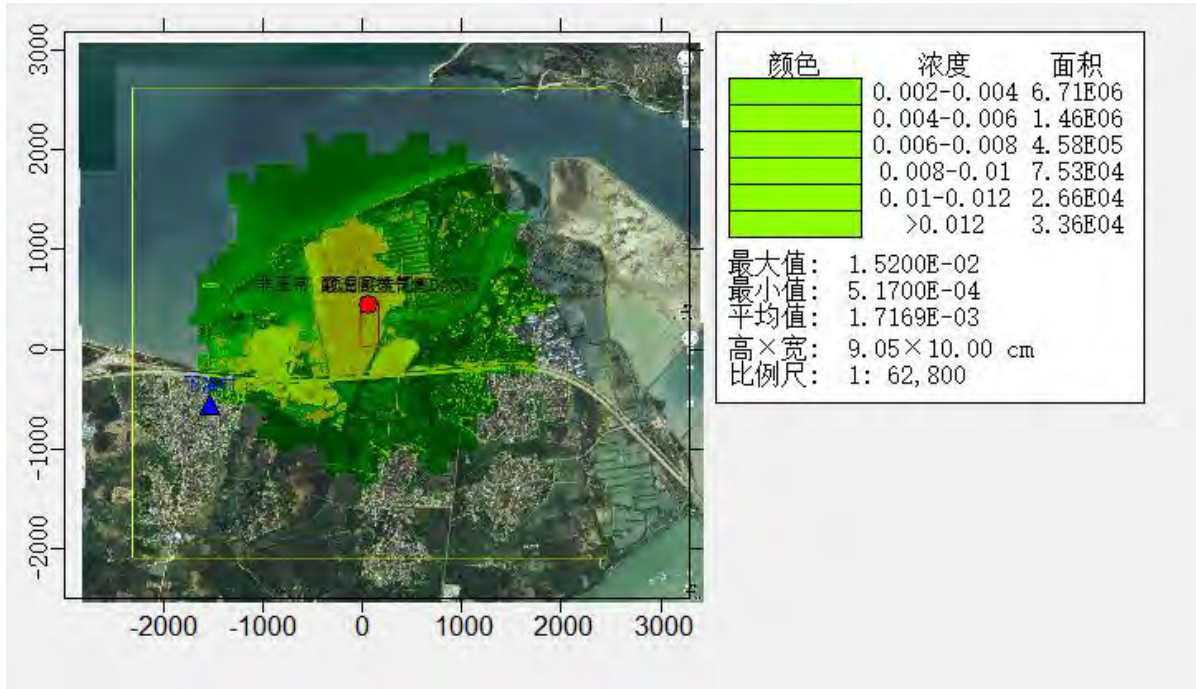 颜色 浓度 面积
0.002-0.004 6.71E06
0.004-0.006 1.46E06
0.006-0.008 4.58E05
0.008-0.01 7.53E04
0.01-0.012 2.66E04
>0.012 3.36E04
最大值: 1.5200E-02
最小值: 5.1700E-04
平均值: 1.7169E-03
高×宽: 9.05×10.00 cm
比例尺: 1: 62,800
3000
2000
1000
0
-1000
-2000
-2000 -1000 0 1000 2000 3000